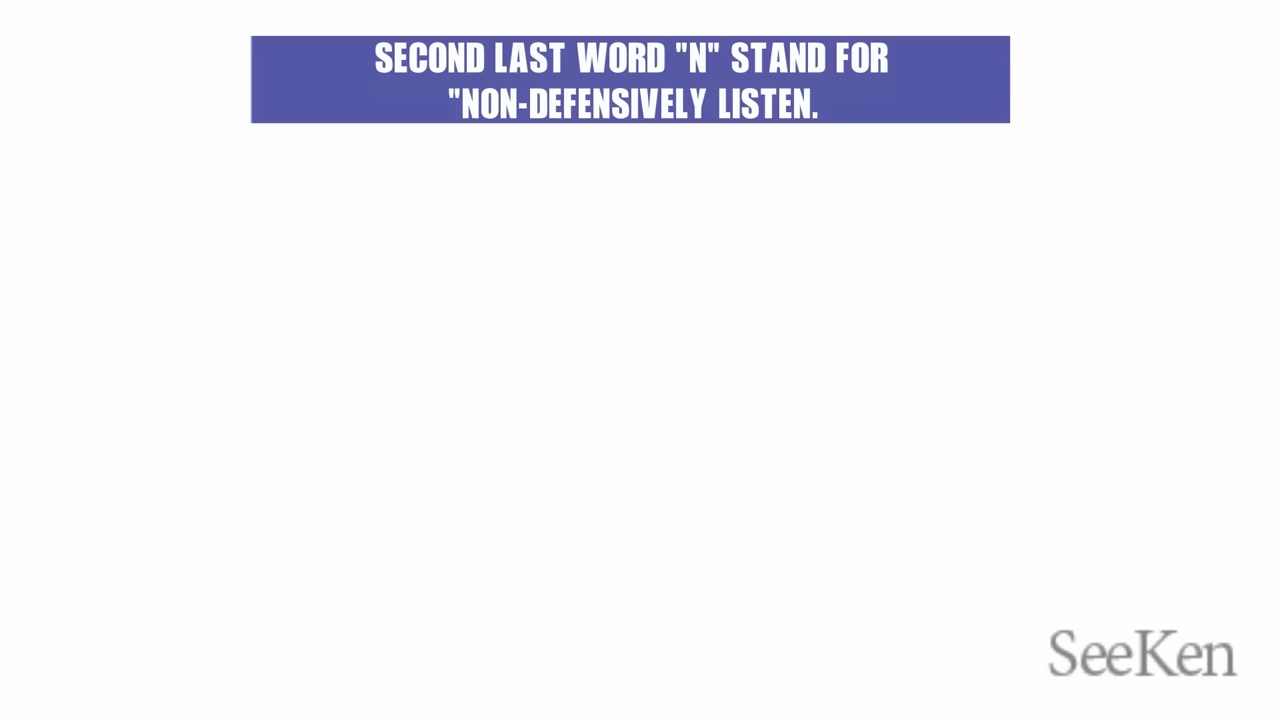 SECOND LAST WORD "N" STAND FOR
"NON-DEFENSIVELY LISTEN.
SeeKen